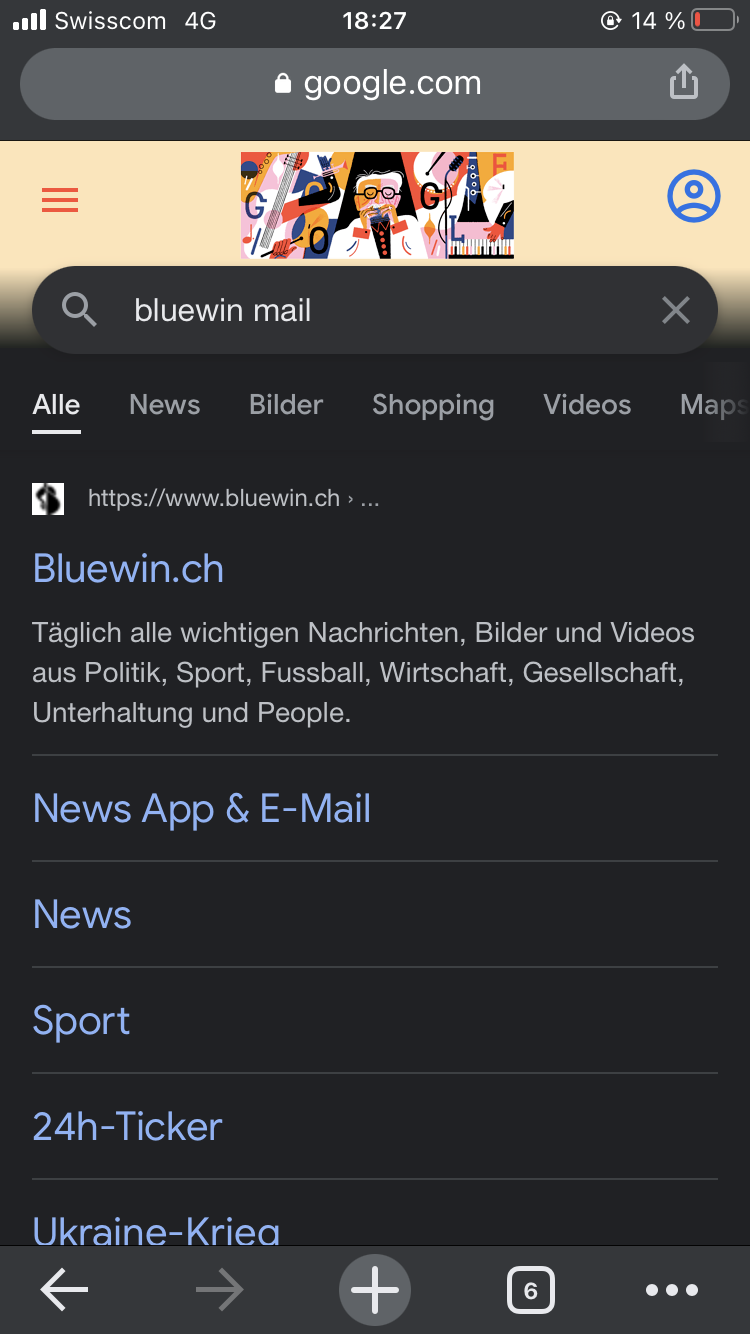 Swisscom 4G 18:27 14 %
google.com
G O O G L E
bluewin mail
Alle News Bilder Shopping Videos Maps
https://www.bluewin.ch › ...
Bluewin.ch
Täglich alle wichtigen Nachrichten, Bilder und Videos
aus Politik, Sport, Fussball, Wirtschaft, Gesellschaft,
Unterhaltung und People.
News App & E-Mail
News
Sport
24h-Ticker
Ukraine-Krieg
6